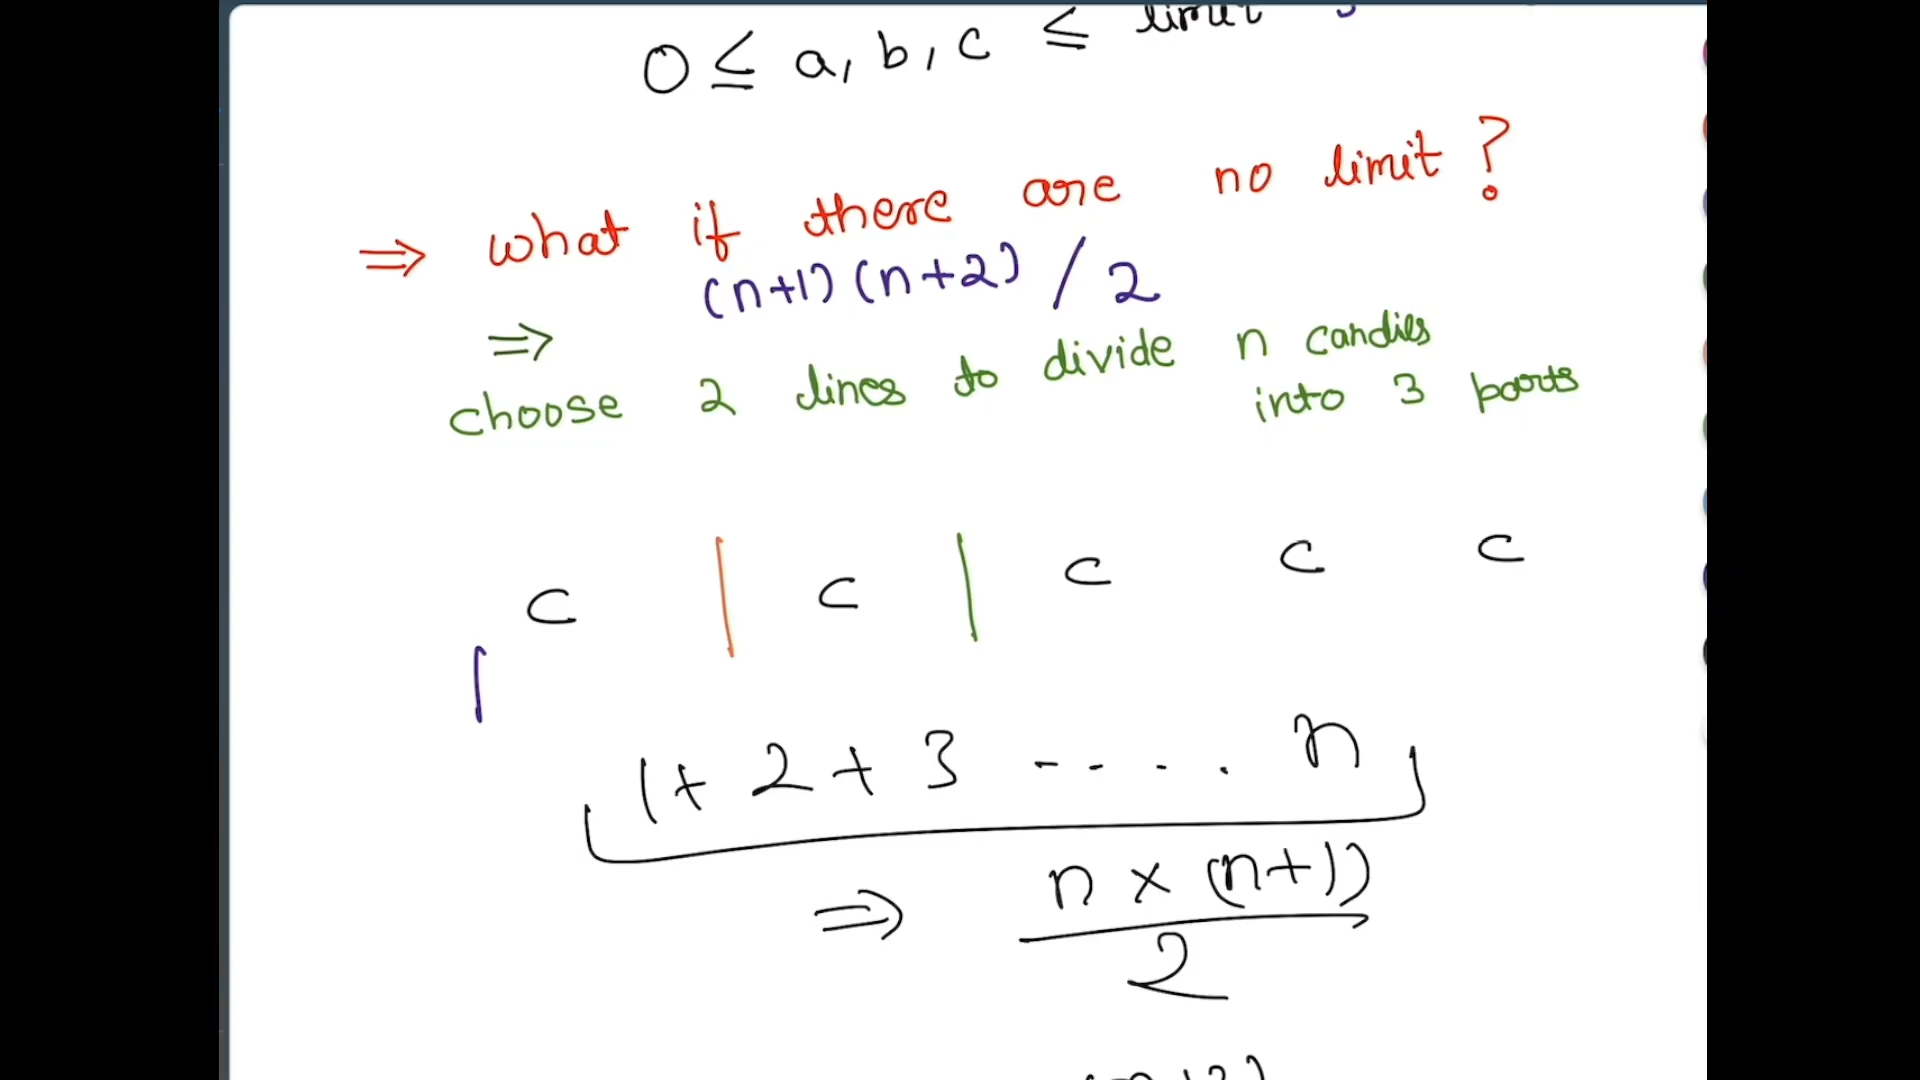 0 ≤ a, b, c ≤ limit
⇒ what if there are no limit?
(n+1) (n+2) / 2
⇒
choose 2 lines to divide n candies
into 3 parts
c | c | c c c
|
1+ 2 + 3 - - - . . n
⇒ n × (n+1)
2